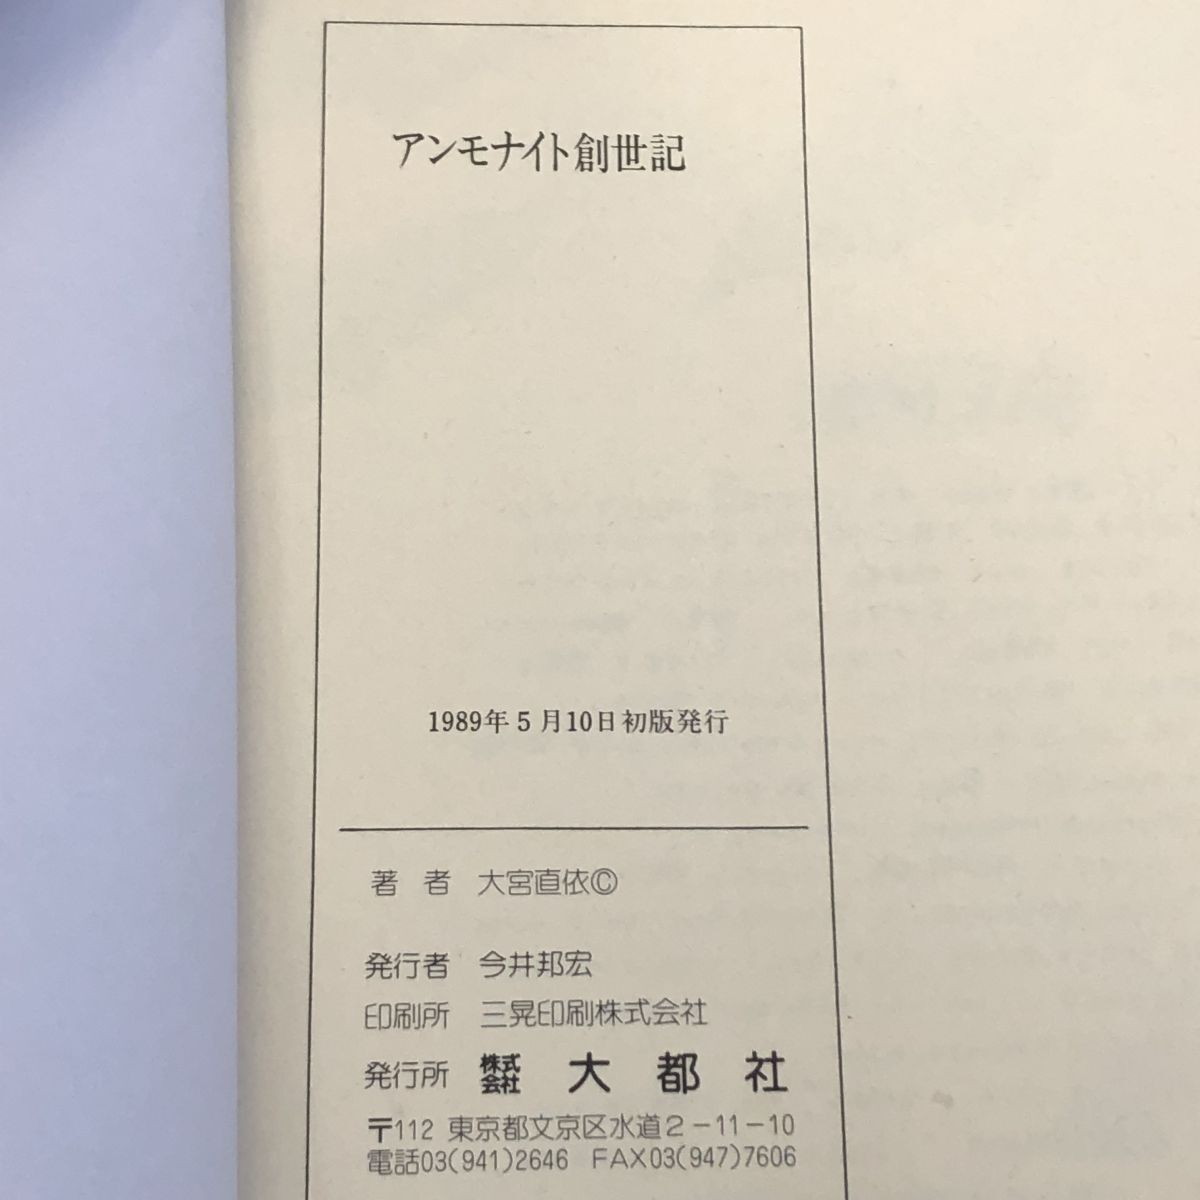 アンモナイト創世記
1989年5月10日初版発行
著者 大宮直依©
発行者 今井邦宏
印刷所 三晃印刷株式会社
発行所 株式会社 大都社
〒112 東京都文京区水道2-11-10
電話03(941)2646 FAX03(947)7606